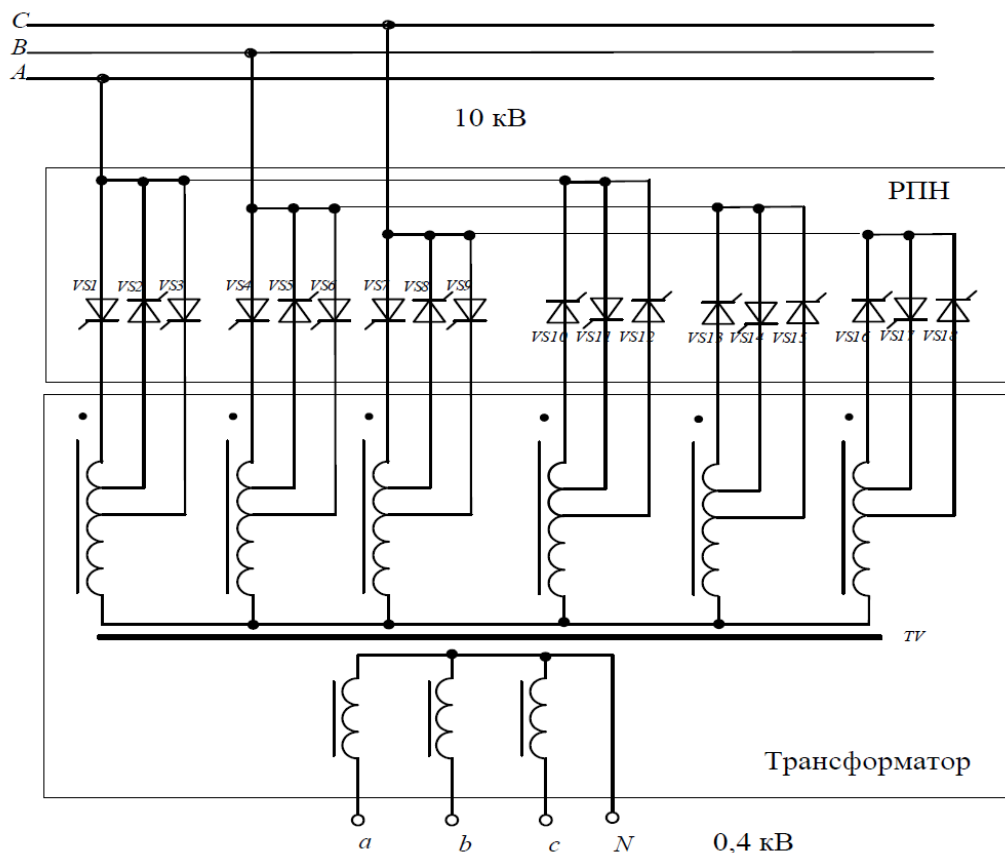 C
B
A
10 кВ
РПН
VS1 VS2 VS3 VS4 VS5 VS6 VS7 VS8 VS9
VS10 VS11 VS12 VS13 VS14 VS15 VS16 VS17 VS18
TV
Трансформатор
a b c N 0,4 кВ